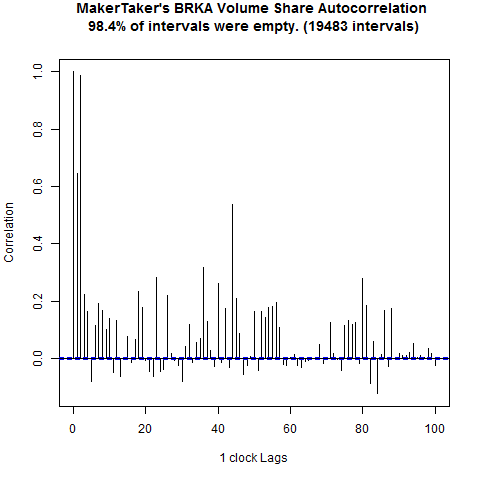 MakerTaker's BRKA Volume Share Autocorrelation
98.4% of intervals were empty. (19483 intervals)
1.0
0.8
0.6
0.4
0.2
0.0
Correlation
0 20 40 60 80 100
1 clock Lags